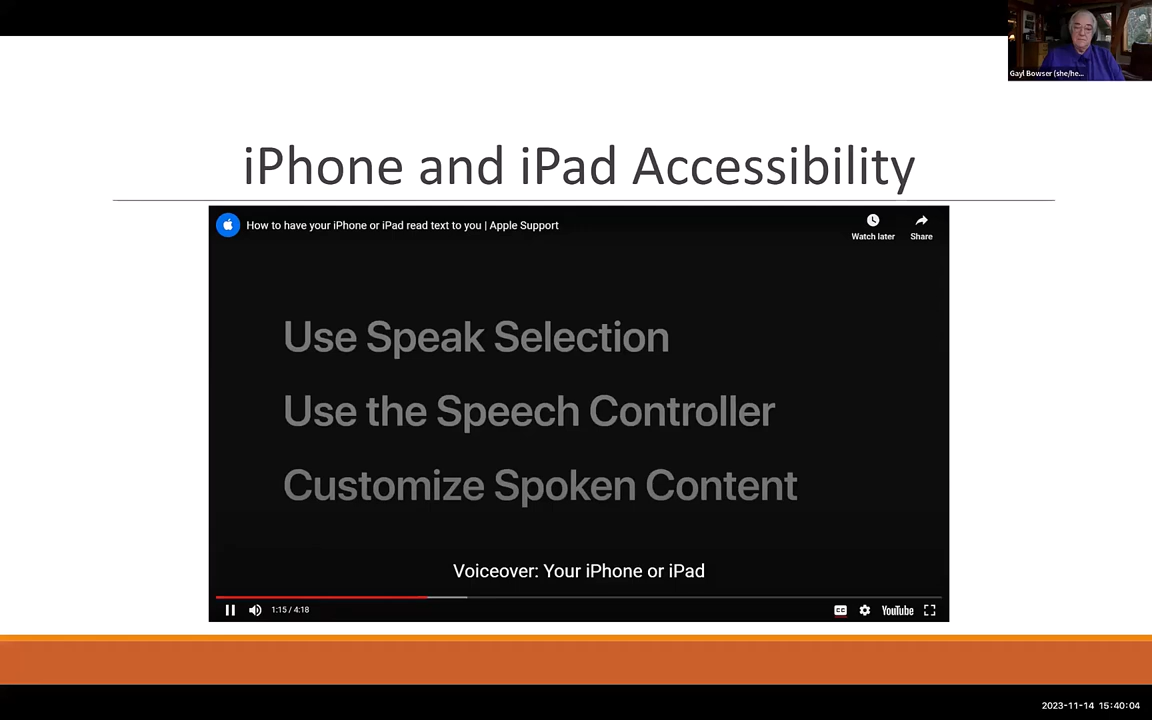 Gayl Bowser (she/he...
iPhone and iPad Accessibility
How to have your iPhone or iPad read text to you | Apple Support
Watch later
Share
Use Speak Selection
Use the Speech Controller
Customize Spoken Content
Voiceover: Your iPhone or iPad
1:15 / 4:18
CC
YouTube
2023-11-14 15:40:04